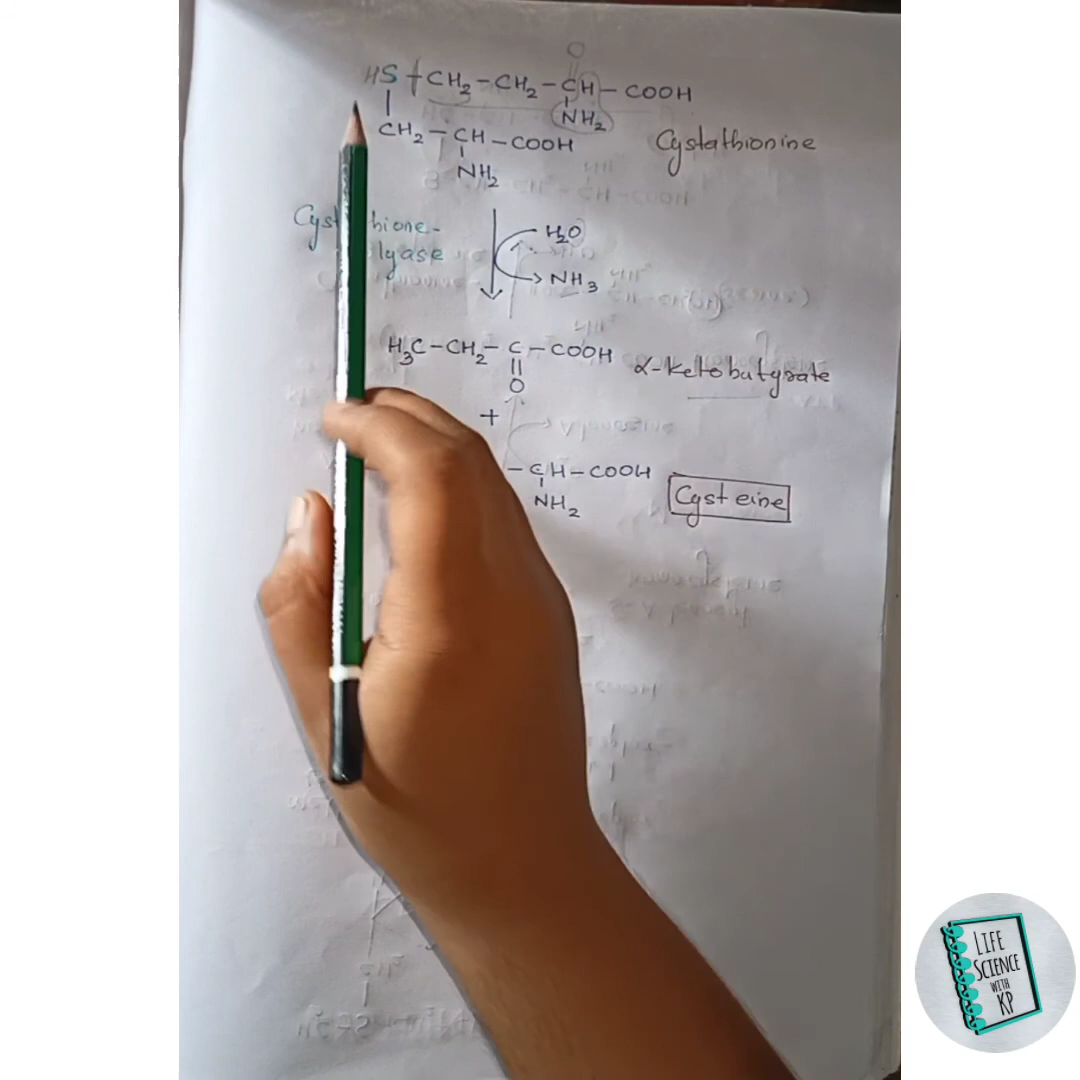 O
HS CH₂-CH₂-CH-COOH
NH₂
CH₂-CH-COOH
NH₂
Cystathionine
lyase
H₂O
NH₃
H₃C-CH₂-C-COOH
O
α-ketobutyrate
+
-CH-COOH
NH₂
Cysteine
LIFE
SCIENCE
WITH
KP